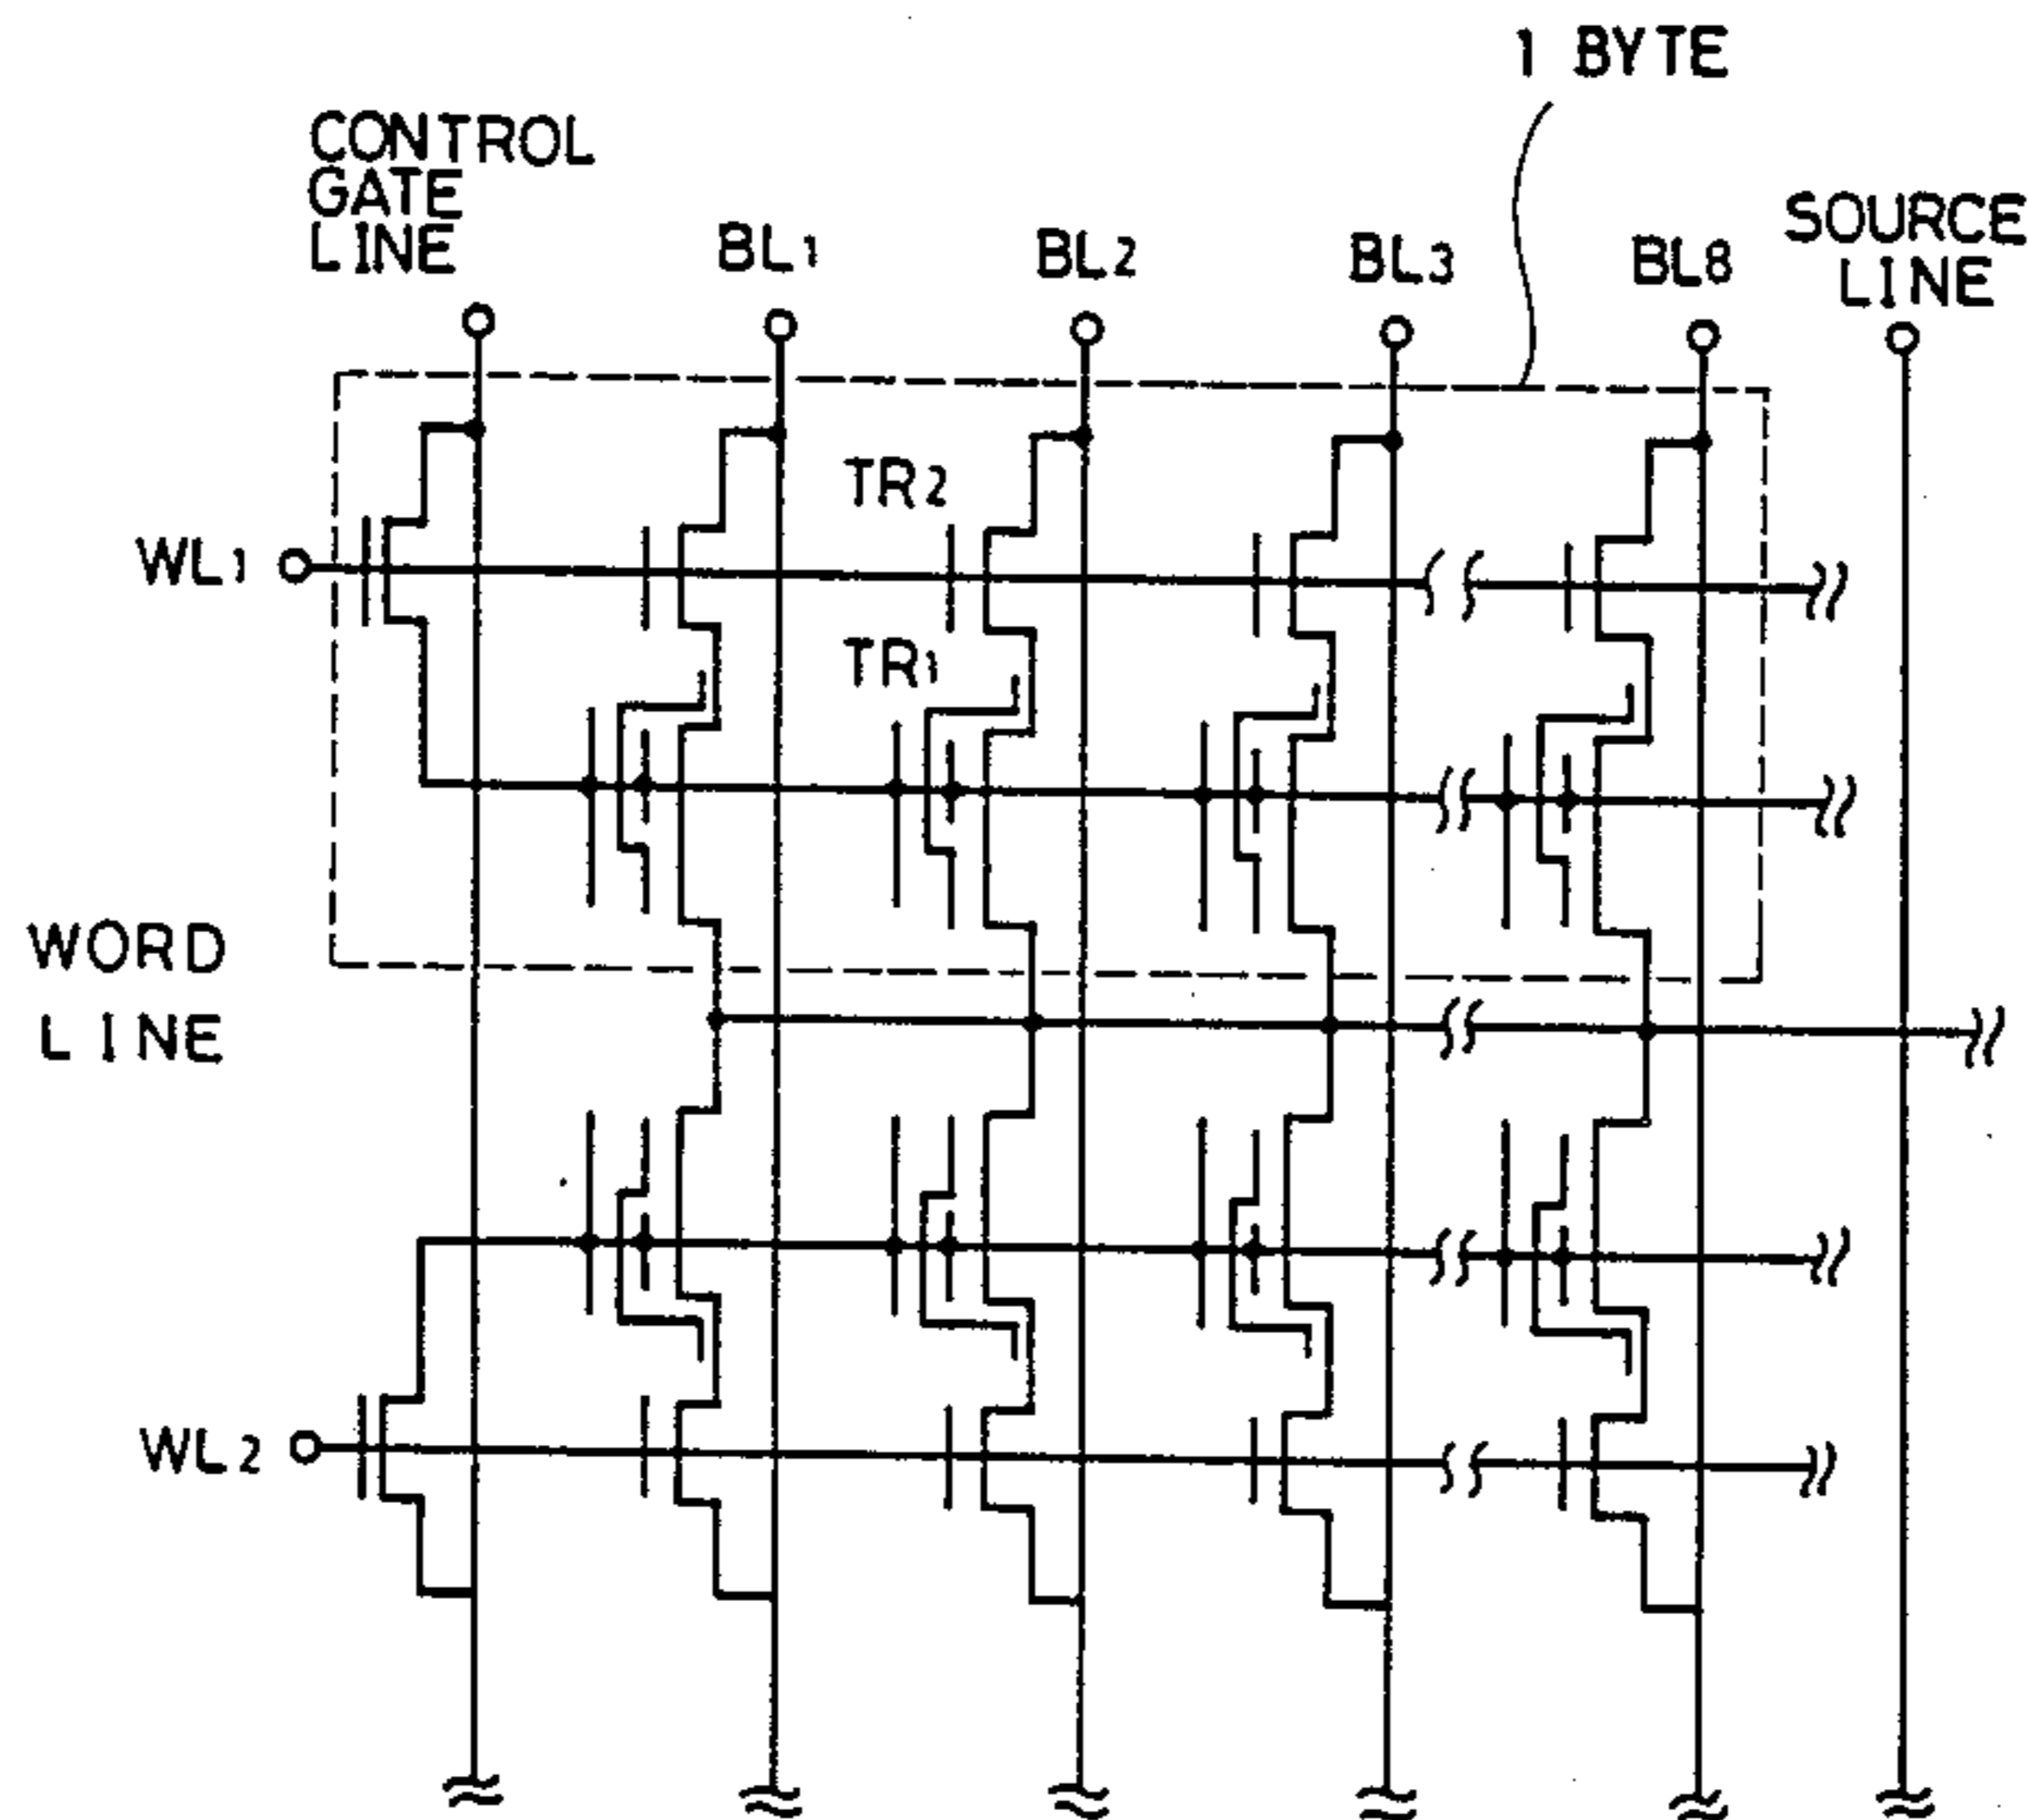 1 BYTE
CONTROL
GATE
LINE
BL1
BL2
BL3
BL8
SOURCE
LINE
TR2
WL1
TR1
WORD
LINE
WL2